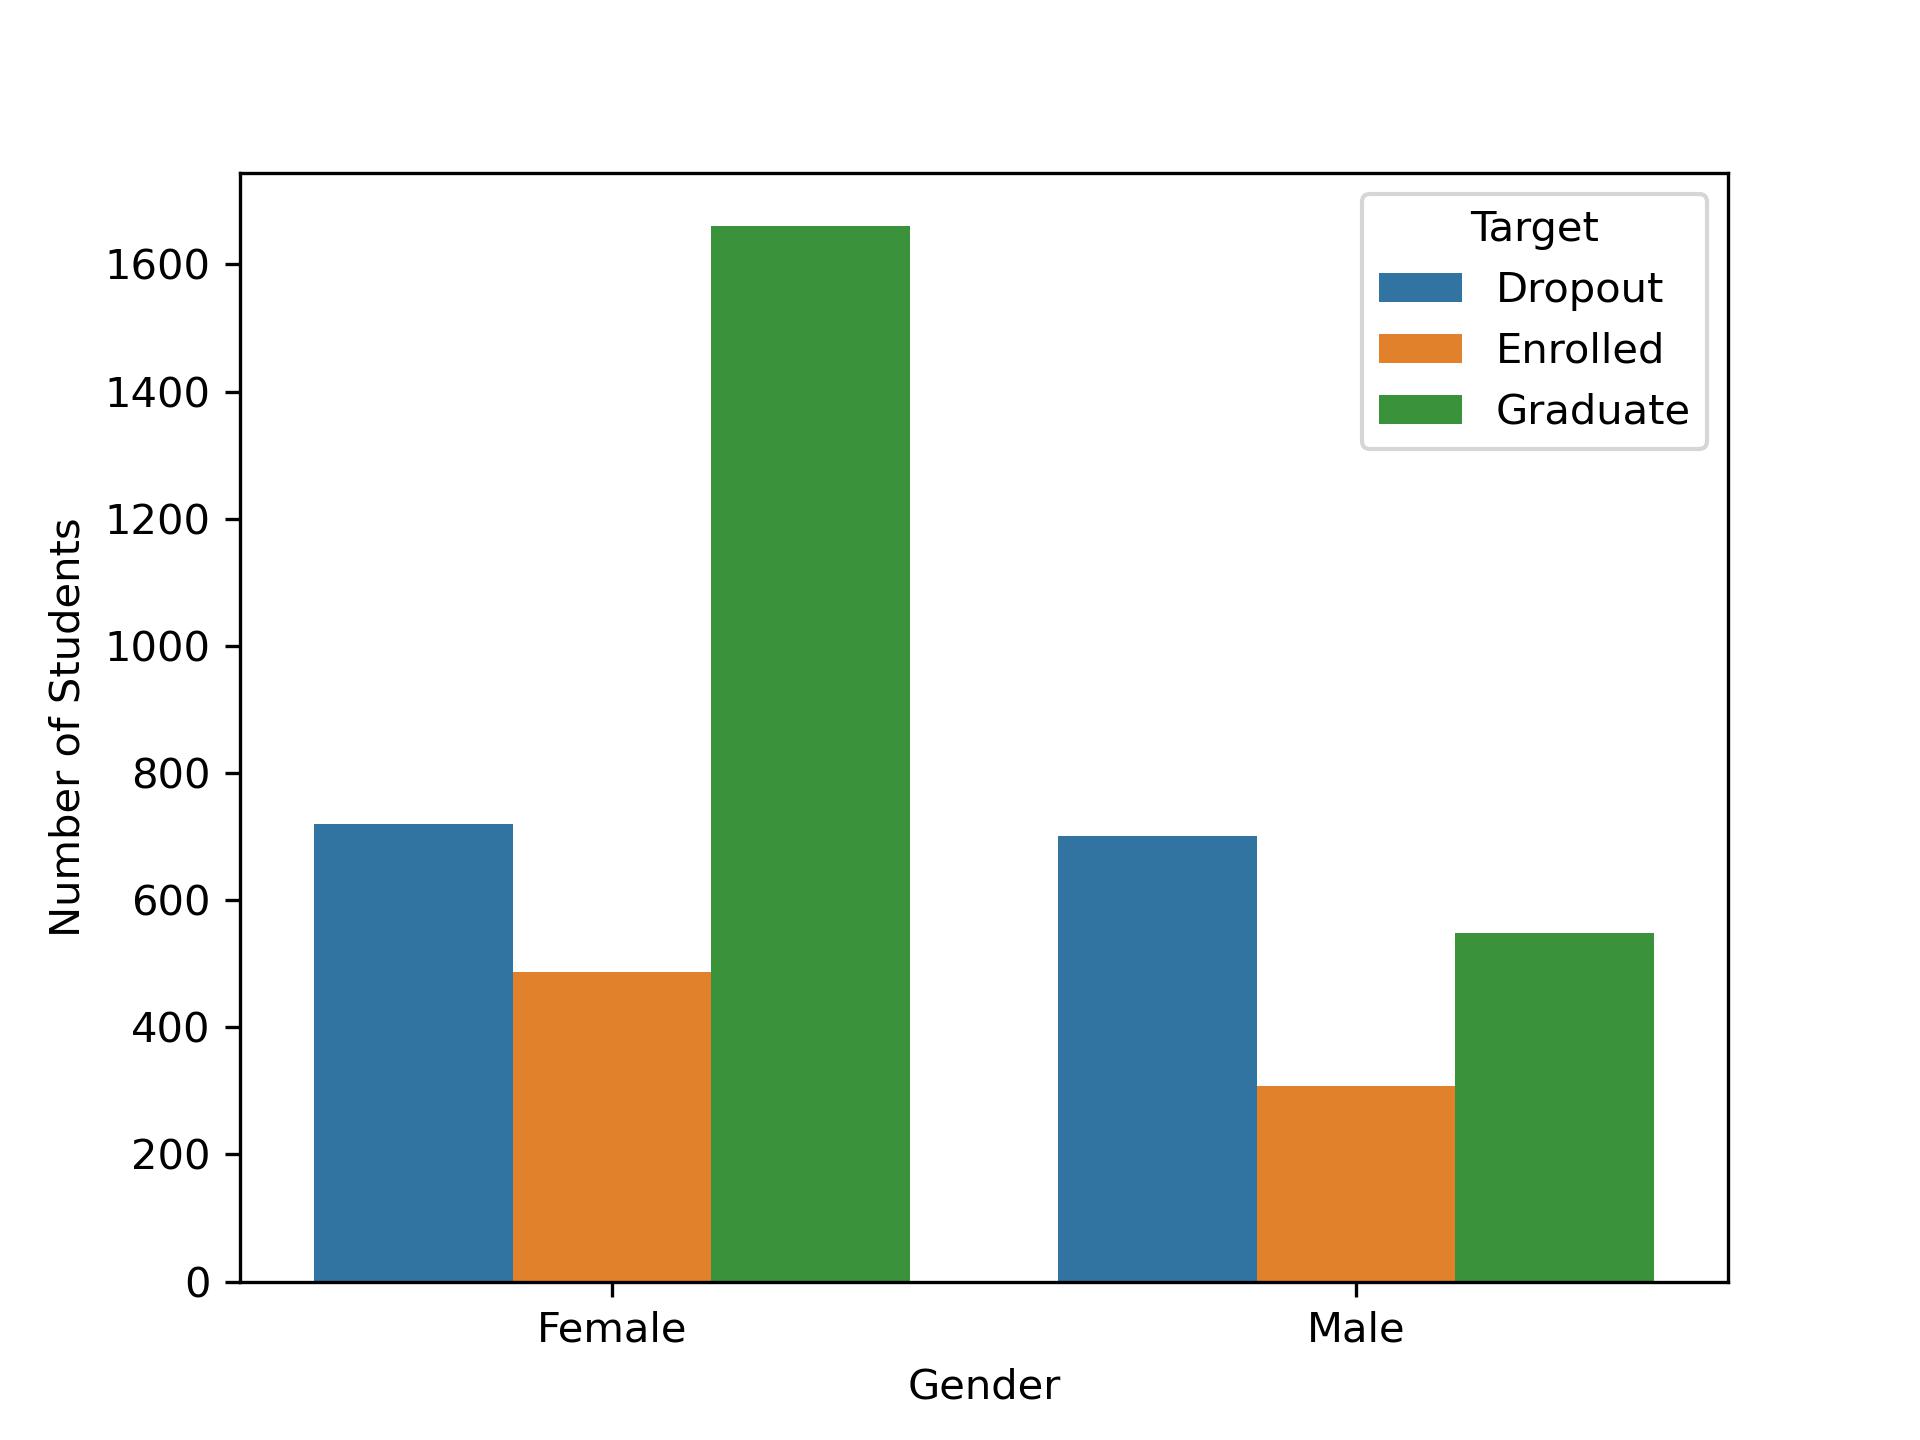 Target
Dropout
Enrolled
Graduate
1600
1400
1200
1000
800
600
400
200
0
Number of Students
Female
Male
Gender